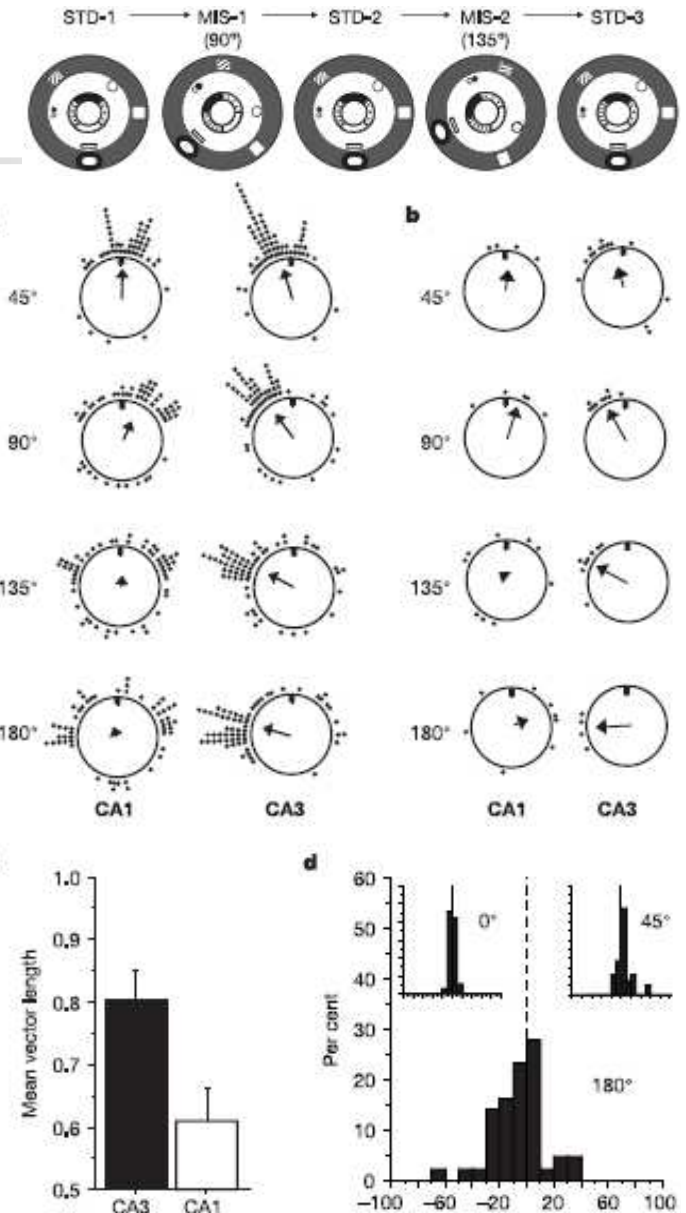 STD-1 → MIS-1 → STD-2 → MIS-2 → STD-3
(90°) (135°)
b
45° 45°
90° 90°
135° 135°
180° 180°
CA1 CA3 CA1 CA3
d
1.0
0.9
0.8
0.7
0.6
0.5
Mean vector length
CA3 CA1
60
50
40
30
20
10
0
Per cent
0° 45°
180°
−100 −60 −20 20 60 100